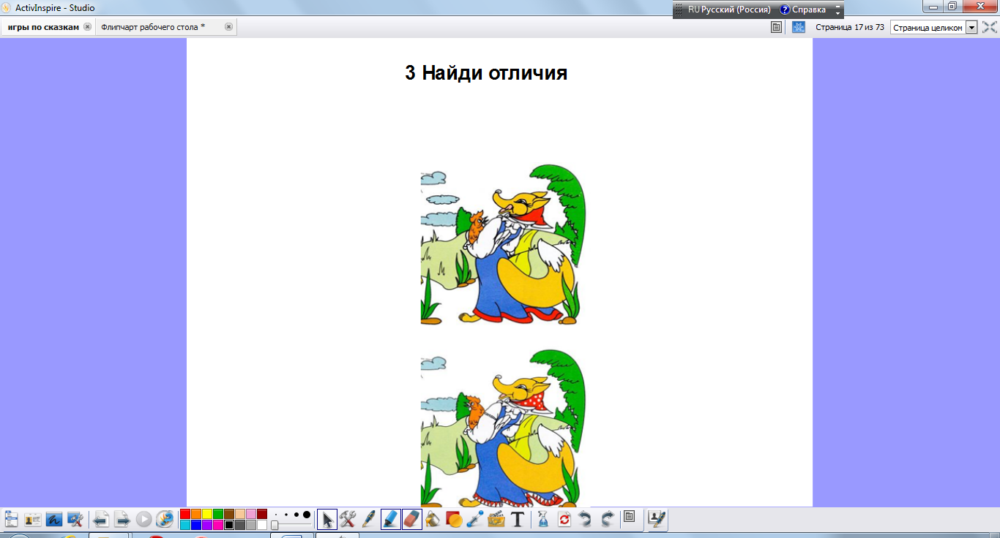 ActivInspire - Studio
RU Русский (Россия) ? Справка
игры по сказкам
Флипчарт рабочего стола *
Страница 17 из 73
Страница целиком
3 Найди отличия
T